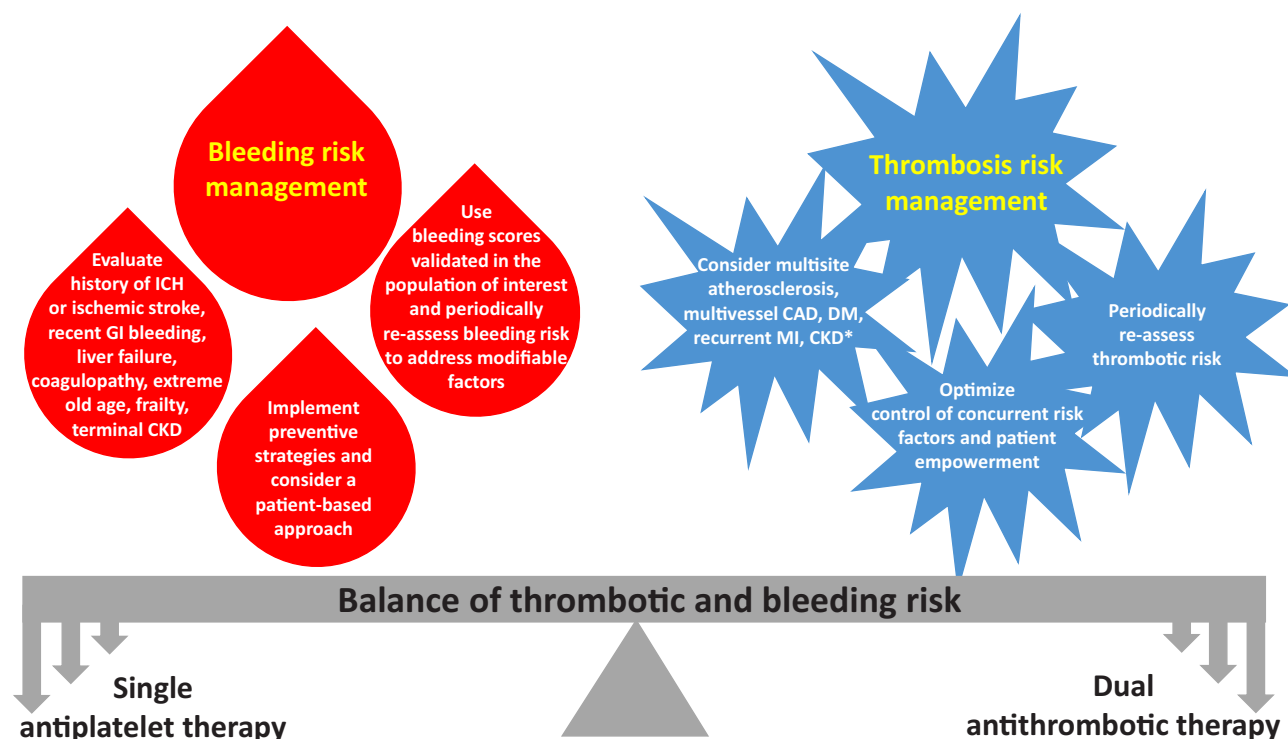 Bleeding risk
management
Evaluate
history of ICH
or ischemic stroke,
recent GI bleeding,
liver failure,
coagulopathy, extreme
old age, frailty,
terminal CKD
Implement
preventive
strategies and
consider a
patient-based
approach
Use
bleeding scores
validated in the
population of interest
and periodically
re-assess bleeding risk
to address modifiable
factors
Thrombosis risk
management
Consider multisite
atherosclerosis,
multivessel CAD, DM,
recurrent MI, CKD*
Optimize
control of concurrent risk
factors and patient
empowerment
Periodically
re-assess
thrombotic risk
Balance of thrombotic and bleeding risk
Single
antiplatelet therapy
Dual
antithrombotic therapy